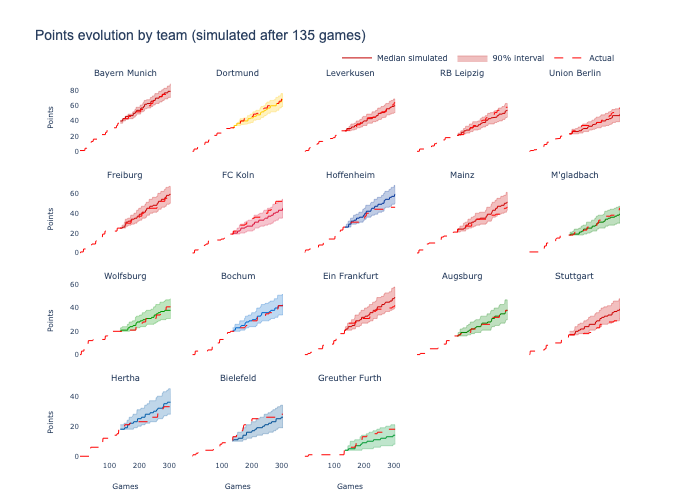 Points evolution by team (simulated after 135 games)
Median simulated 90% interval Actual
Bayern Munich Dortmund Leverkusen RB Leipzig Union Berlin
80
60
40
20
0
Points
Freiburg FC Koln Hoffenheim Mainz M'gladbach
60
40
20
0
Points
Wolfsburg Bochum Ein Frankfurt Augsburg Stuttgart
60
40
20
0
Points
Hertha Bielefeld Greuther Furth
40
20
0
Points
100 200 300 100 200 300 100 200 300
Games Games Games